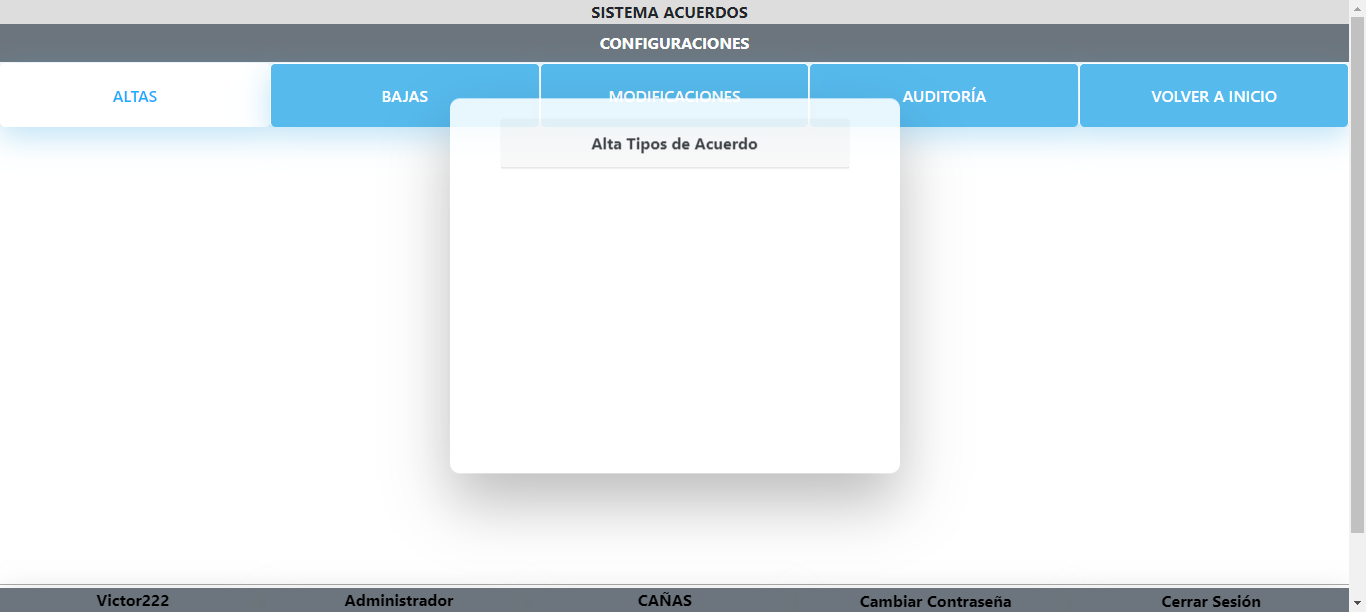 SISTEMA ACUERDOS
CONFIGURACIONES
ALTAS BAJAS MODIFICACIONES AUDITORÍA VOLVER A INICIO
Alta Tipos de Acuerdo
Victor222 Administrador CAÑAS Cambiar Contraseña Cerrar Sesión